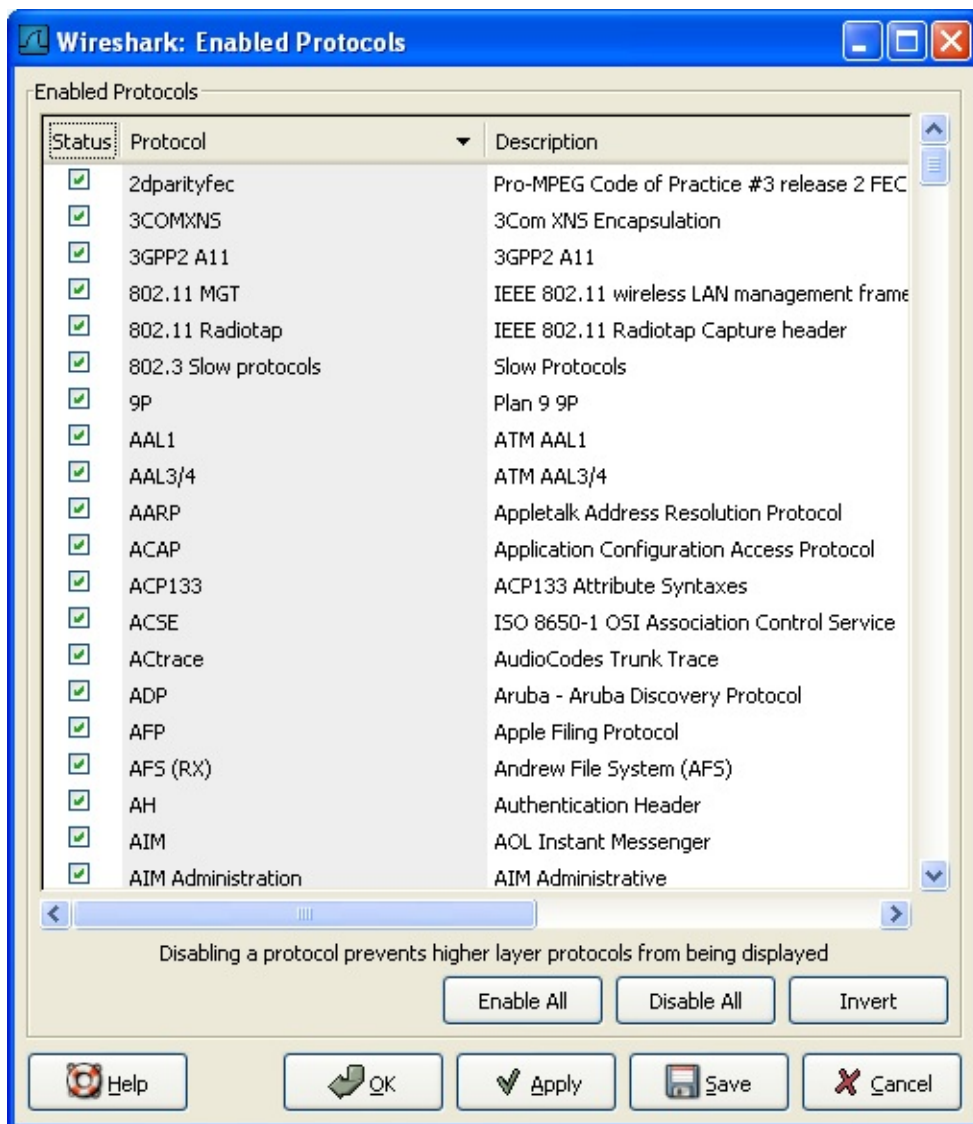 Wireshark: Enabled Protocols
Enabled Protocols
Status Protocol Description
2dparityfec Pro-MPEG Code of Practice #3 release 2 FEC
3COMXNS 3Com XNS Encapsulation
3GPP2 A11 3GPP2 A11
802.11 MGT IEEE 802.11 wireless LAN management frame
802.11 Radiotap IEEE 802.11 Radiotap Capture header
802.3 Slow protocols Slow Protocols
9P Plan 9 9P
AAL1 ATM AAL1
AAL3/4 ATM AAL3/4
AARP Appletalk Address Resolution Protocol
ACAP Application Configuration Access Protocol
ACP133 ACP133 Attribute Syntaxes
ACSE ISO 8650-1 OSI Association Control Service
ACtrace AudioCodes Trunk Trace
ADP Aruba - Aruba Discovery Protocol
AFP Apple Filing Protocol
AFS (RX) Andrew File System (AFS)
AH Authentication Header
AIM AOL Instant Messenger
AIM Administration AIM Administrative
Disabling a protocol prevents higher layer protocols from being displayed
Enable All Disable All Invert
Help OK Apply Save Cancel